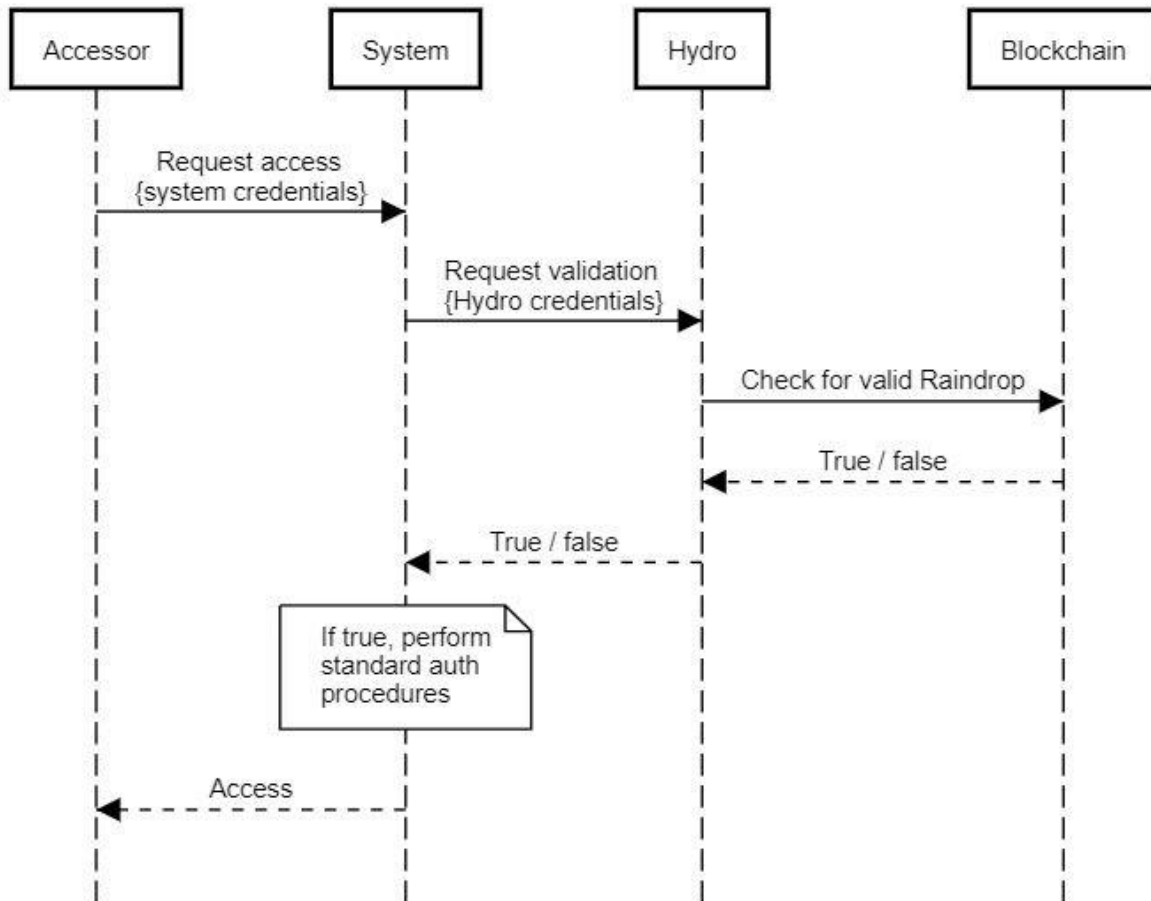 Accessor
System
Hydro
Blockchain
Request access
{system credentials}
Request validation
{Hydro credentials}
Check for valid Raindrop
True / false
True / false
If true, perform
standard auth
procedures
Access